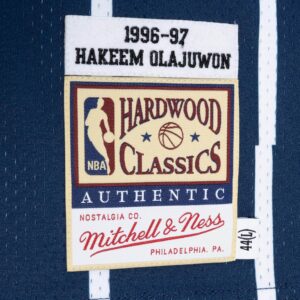 1996-97
HAKEEM OLAJUWON
HARDWOOD
NBA
CLASSICS
AUTHENTIC
NOSTALGIA CO.
Mitchell & Ness
PHILADELPHIA, PA.
44(L)